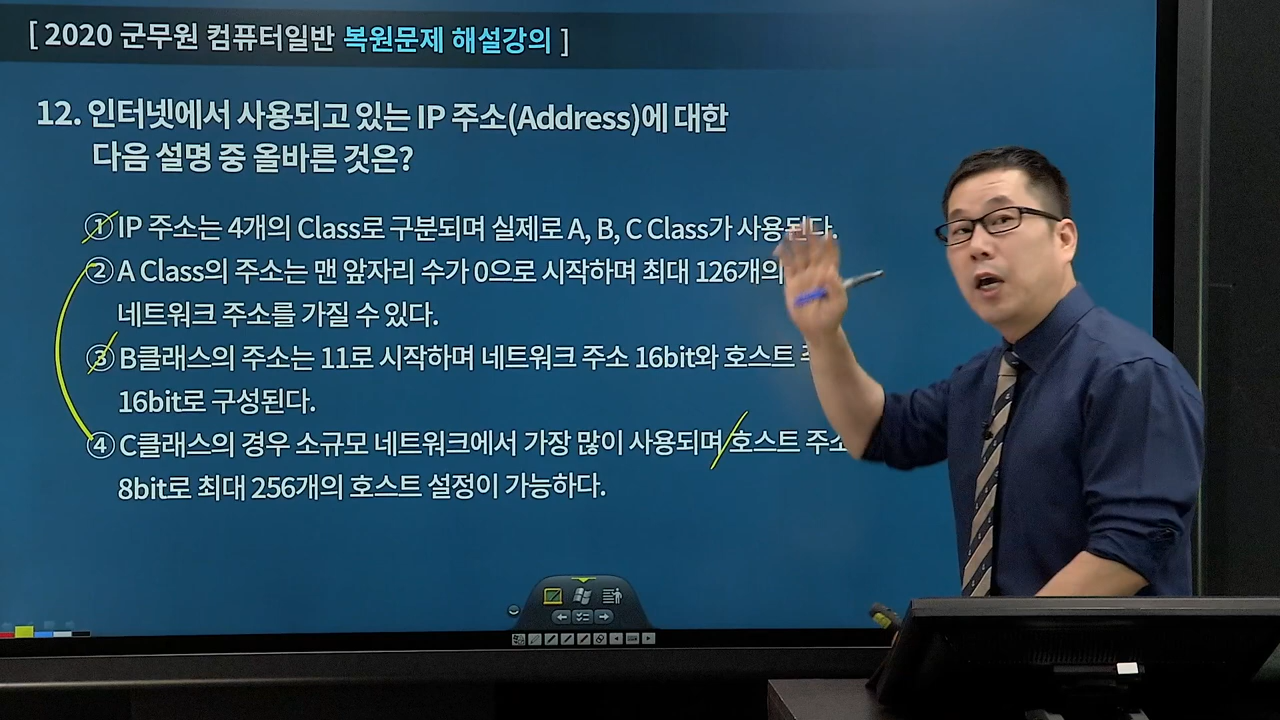 [ 2020 군무원 컴퓨터일반 복원문제 해설강의 ]
12. 인터넷에서 사용되고 있는 IP 주소(Address)에 대한
다음 설명 중 올바른 것은?
① IP 주소는 4개의 Class로 구분되며 실제로 A, B, C Class가 사용된다.
② A Class의 주소는 맨 앞자리 수가 0으로 시작하며 최대 126개의
네트워크 주소를 가질 수 있다.
③ B클래스의 주소는 11로 시작하며 네트워크 주소 16bit와 호스트
16bit로 구성된다.
④ C클래스의 경우 소규모 네트워크에서 가장 많이 사용되며 호스트 주소
8bit로 최대 256개의 호스트 설정이 가능하다.